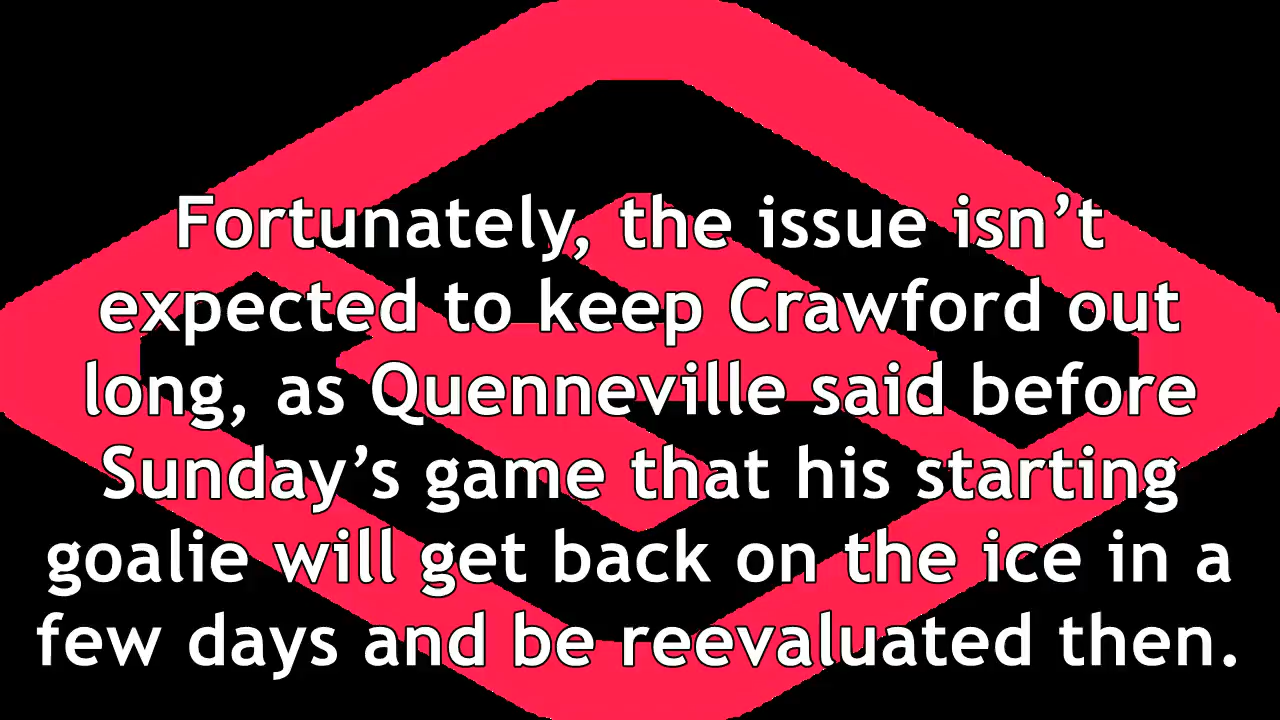 Fortunately, the issue isn’t
expected to keep Crawford out
long, as Quenneville said before
Sunday’s game that his starting
goalie will get back on the ice in a
few days and be reevaluated then.